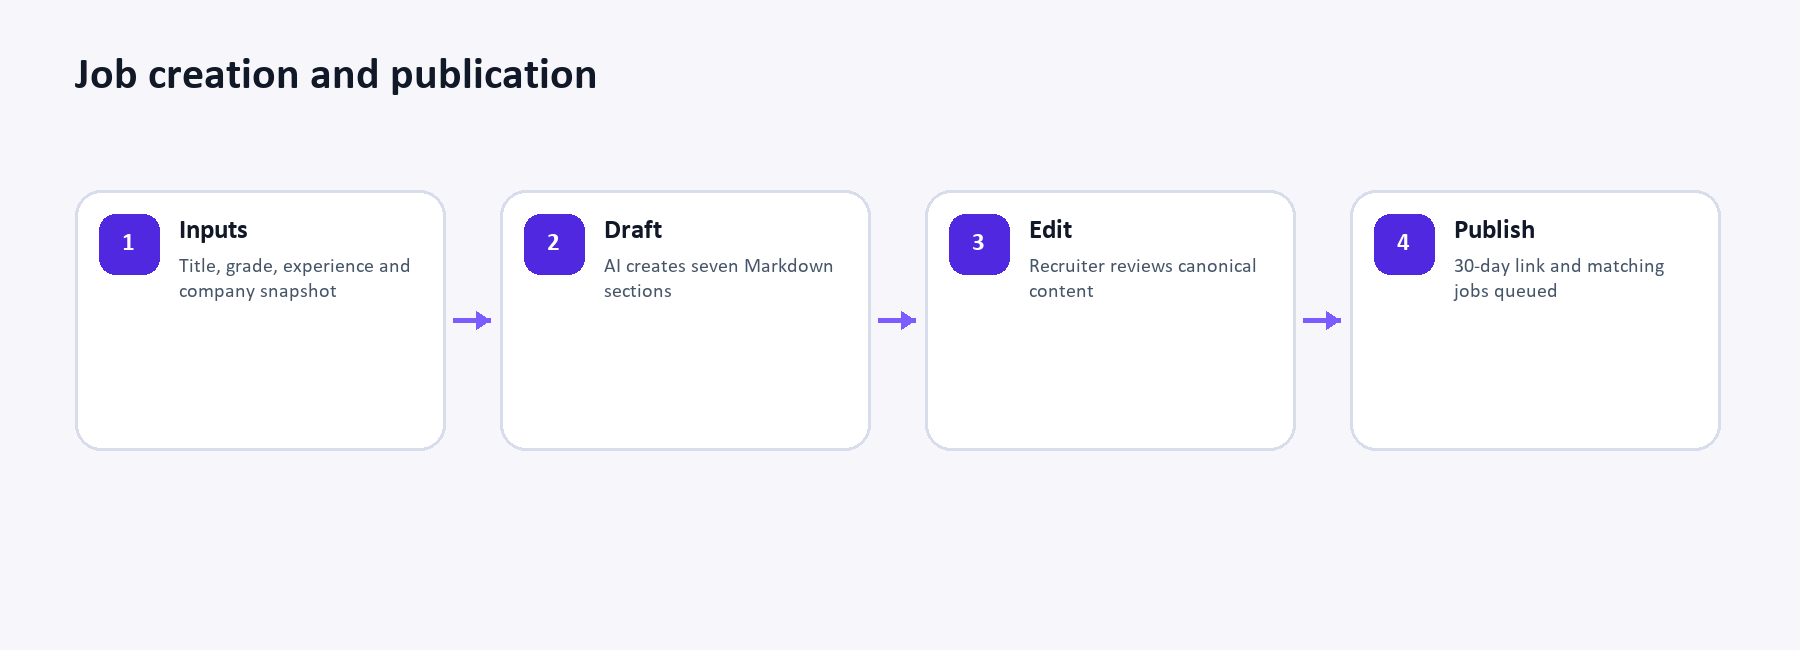 Job creation and publication
1
Inputs
Title, grade, experience and
company snapshot
2
Draft
AI creates seven Markdown
sections
3
Edit
Recruiter reviews canonical
content
4
Publish
30-day link and matching
jobs queued